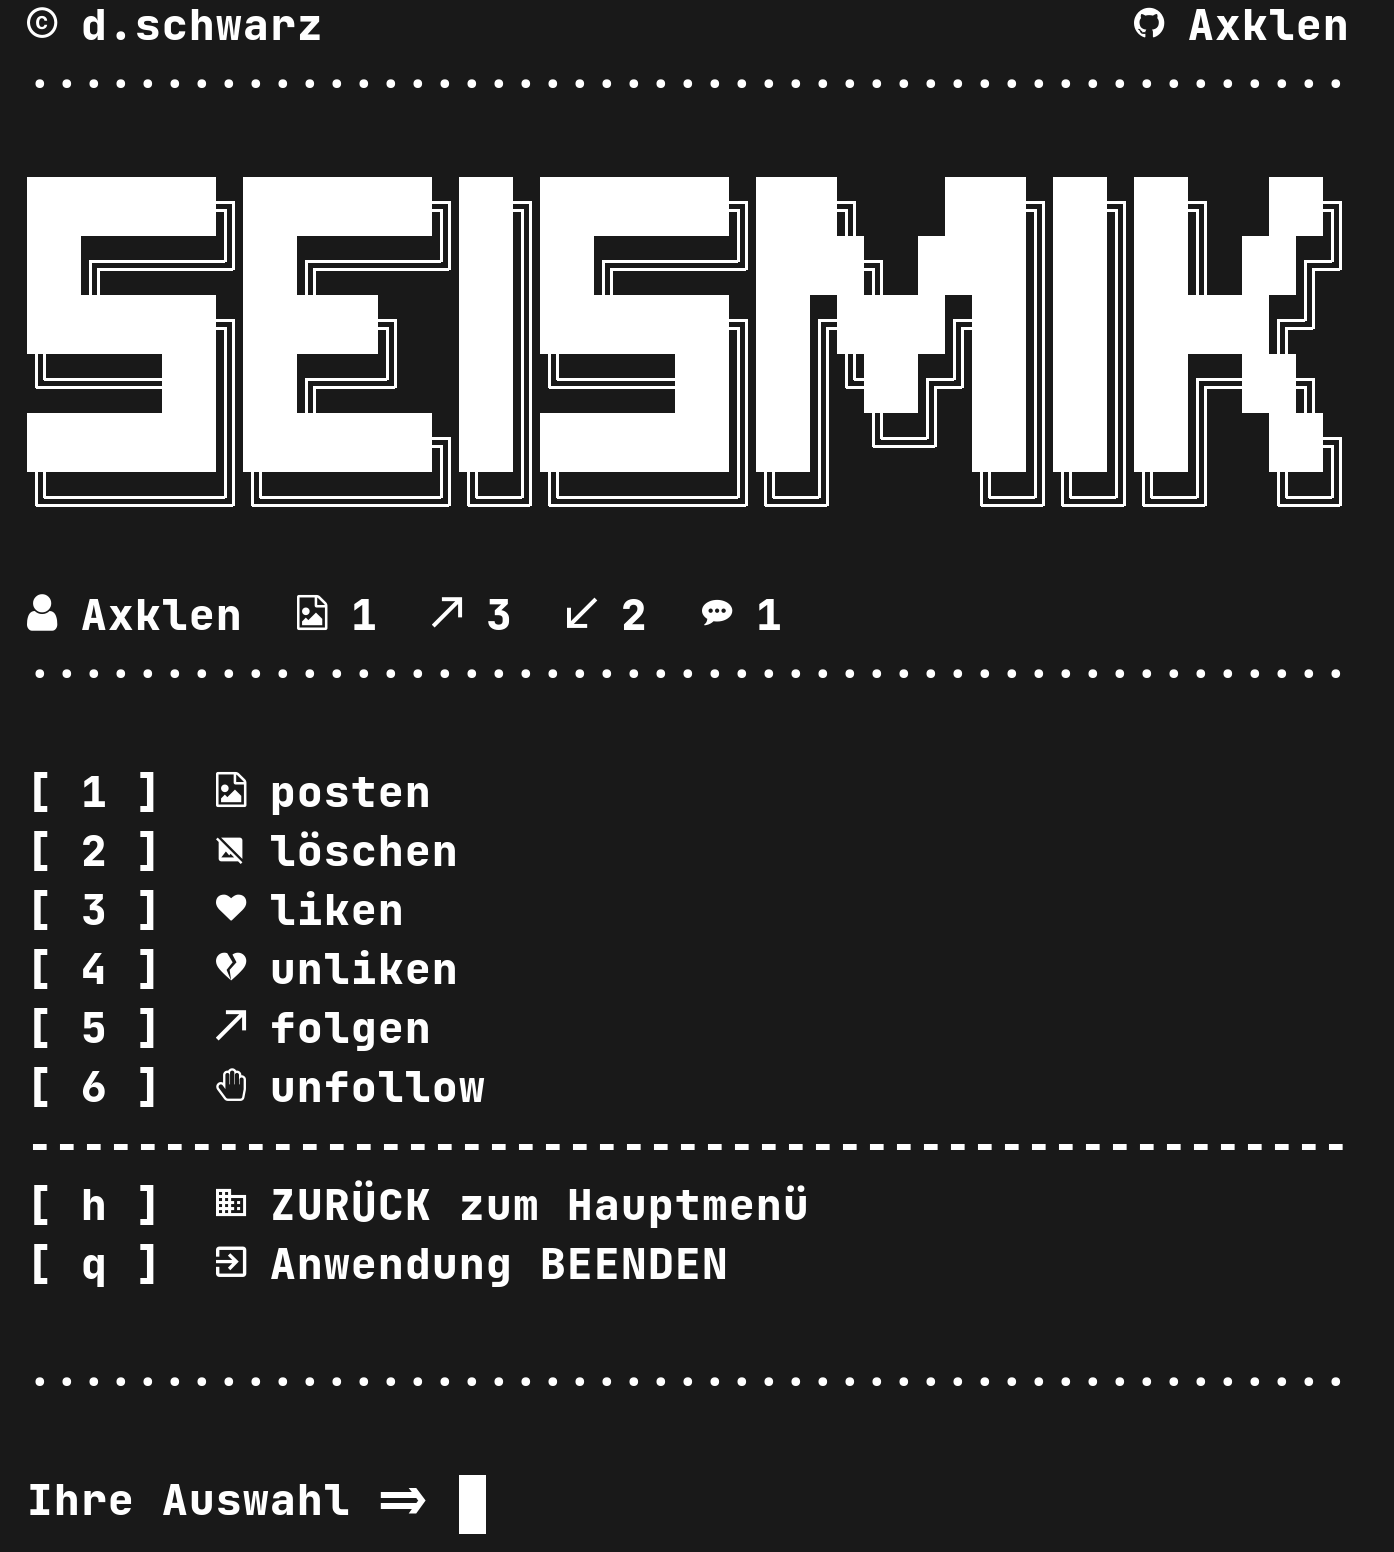 © d.schwarz Axklen
SEISMIK
Axklen 1 3 2 1
[ 1 ] posten
[ 2 ] löschen
[ 3 ] liken
[ 4 ] unliken
[ 5 ] folgen
[ 6 ] unfollow
[ h ] ZURÜCK zum Hauptmenü
[ q ] Anwendung BEENDEN
Ihre Auswahl ⇒